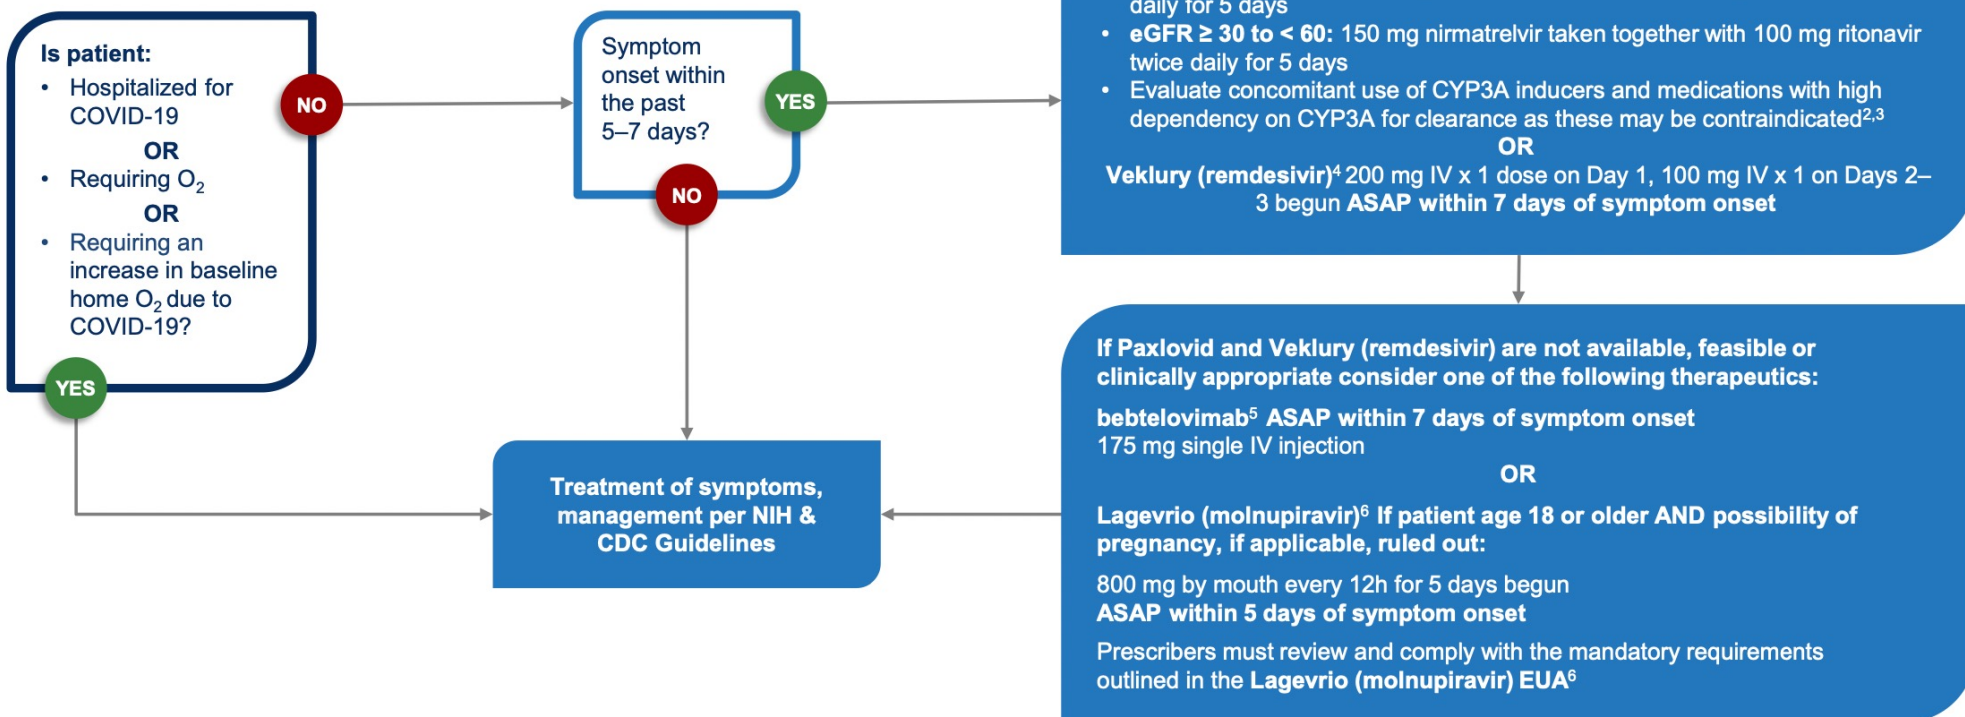 Is patient:
• Hospitalized for
COVID-19
OR
• Requiring O₂
OR
• Requiring an
increase in baseline
home O₂ due to
COVID-19?
NO
YES
Symptom
onset within
the past
5–7 days?
YES
NO
daily for 5 days
• eGFR ≥ 30 to < 60: 150 mg nirmatrelvir taken together with 100 mg ritonavir
twice daily for 5 days
• Evaluate concomitant use of CYP3A inducers and medications with high
dependency on CYP3A for clearance as these may be contraindicated²,³
OR
Veklury (remdesivir)⁴ 200 mg IV x 1 dose on Day 1, 100 mg IV x 1 on Days 2–
3 begun ASAP within 7 days of symptom onset
If Paxlovid and Veklury (remdesivir) are not available, feasible or
clinically appropriate consider one of the following therapeutics:
bebtelovimab⁵ ASAP within 7 days of symptom onset
175 mg single IV injection
OR
Lagevrio (molnupiravir)⁶ If patient age 18 or older AND possibility of
pregnancy, if applicable, ruled out:
800 mg by mouth every 12h for 5 days begun
ASAP within 5 days of symptom onset
Prescribers must review and comply with the mandatory requirements
outlined in the Lagevrio (molnupiravir) EUA⁶
Treatment of symptoms,
management per NIH &
CDC Guidelines